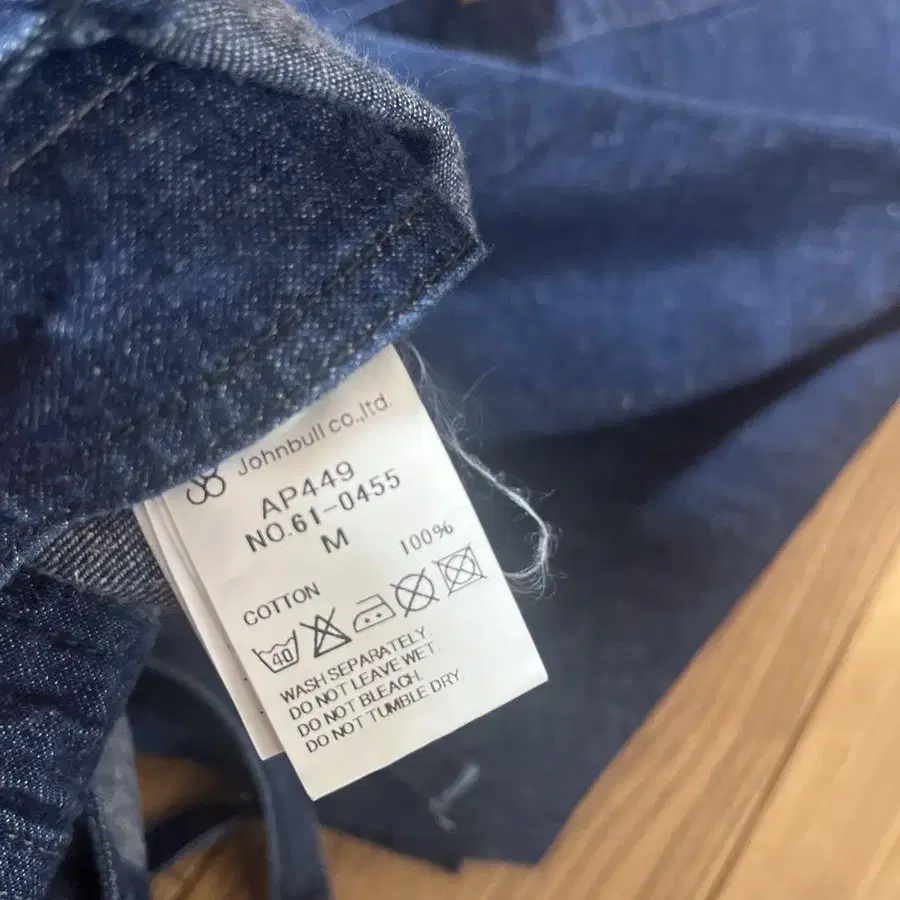 Johnbull co.,ltd.
AP449
NO.61-0455
M
COTTON 100%
40
WASH SEPARATELY.
DO NOT LEAVE WET.
DO NOT BLEACH.
DO NOT TUMBLE DRY.